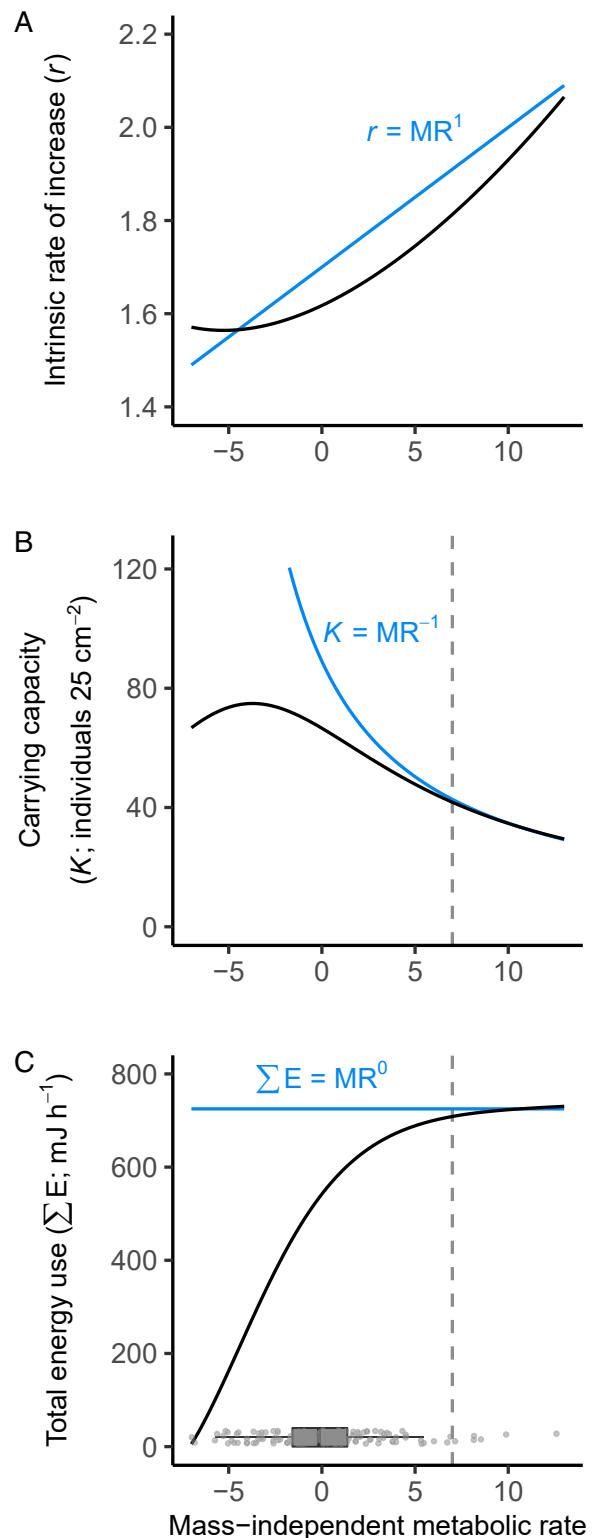 A
Intrinsic rate of increase (r)
2.2
2.0
1.8
1.6
1.4
r = MR¹
−5 0 5 10
B
Carrying capacity
(K; individuals 25 cm⁻²)
120
80
40
0
K = MR⁻¹
−5 0 5 10
C
Total energy use (∑E; mJ h⁻¹)
800
600
400
200
0
∑E = MR⁰
−5 0 5 10
Mass−independent metabolic rate